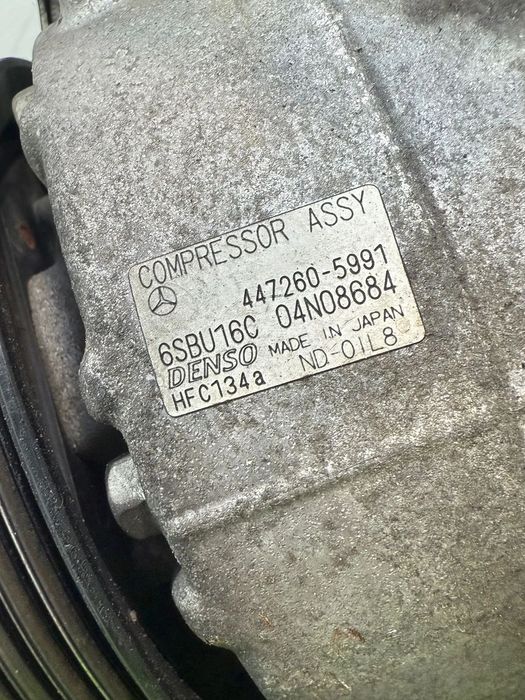 COMPRESSOR ASSY
447260-5991
6SBU16C 04N08684
DENSO MADE IN JAPAN
HFC134a ND-OIL8